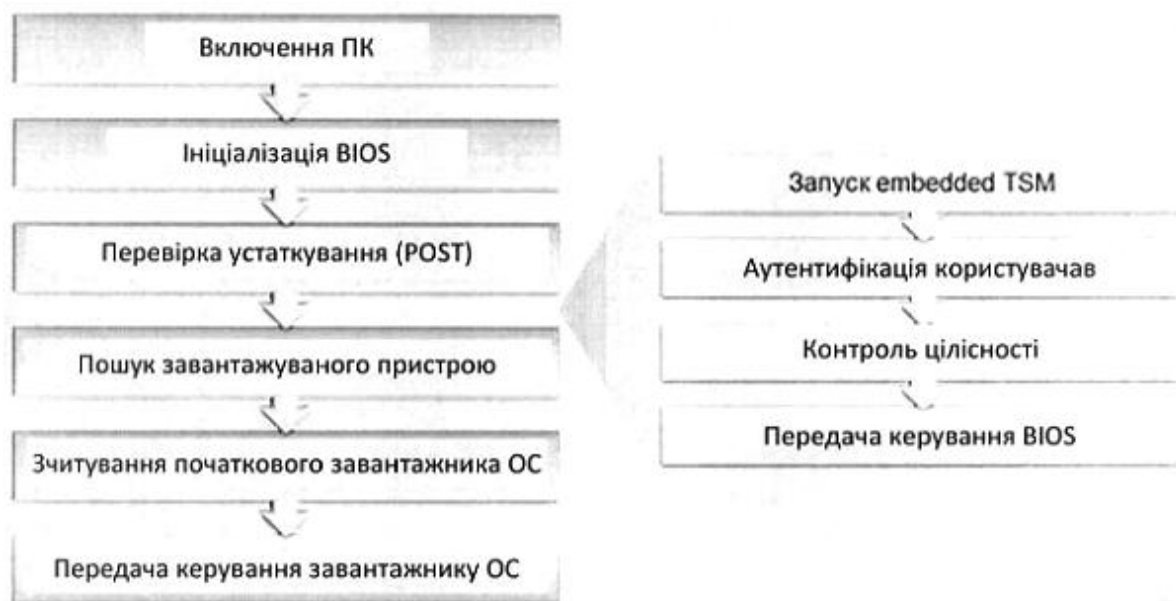 Включення ПК
Ініціалізація BIOS
Перевірка устаткування (POST)
Пошук завантажуваного пристрою
Зчитування початкового завантажника ОС
Передача керування завантажнику ОС
Запуск embedded TSM
Аутентифікація користувачав
Контроль цілісності
Передача керування BIOS